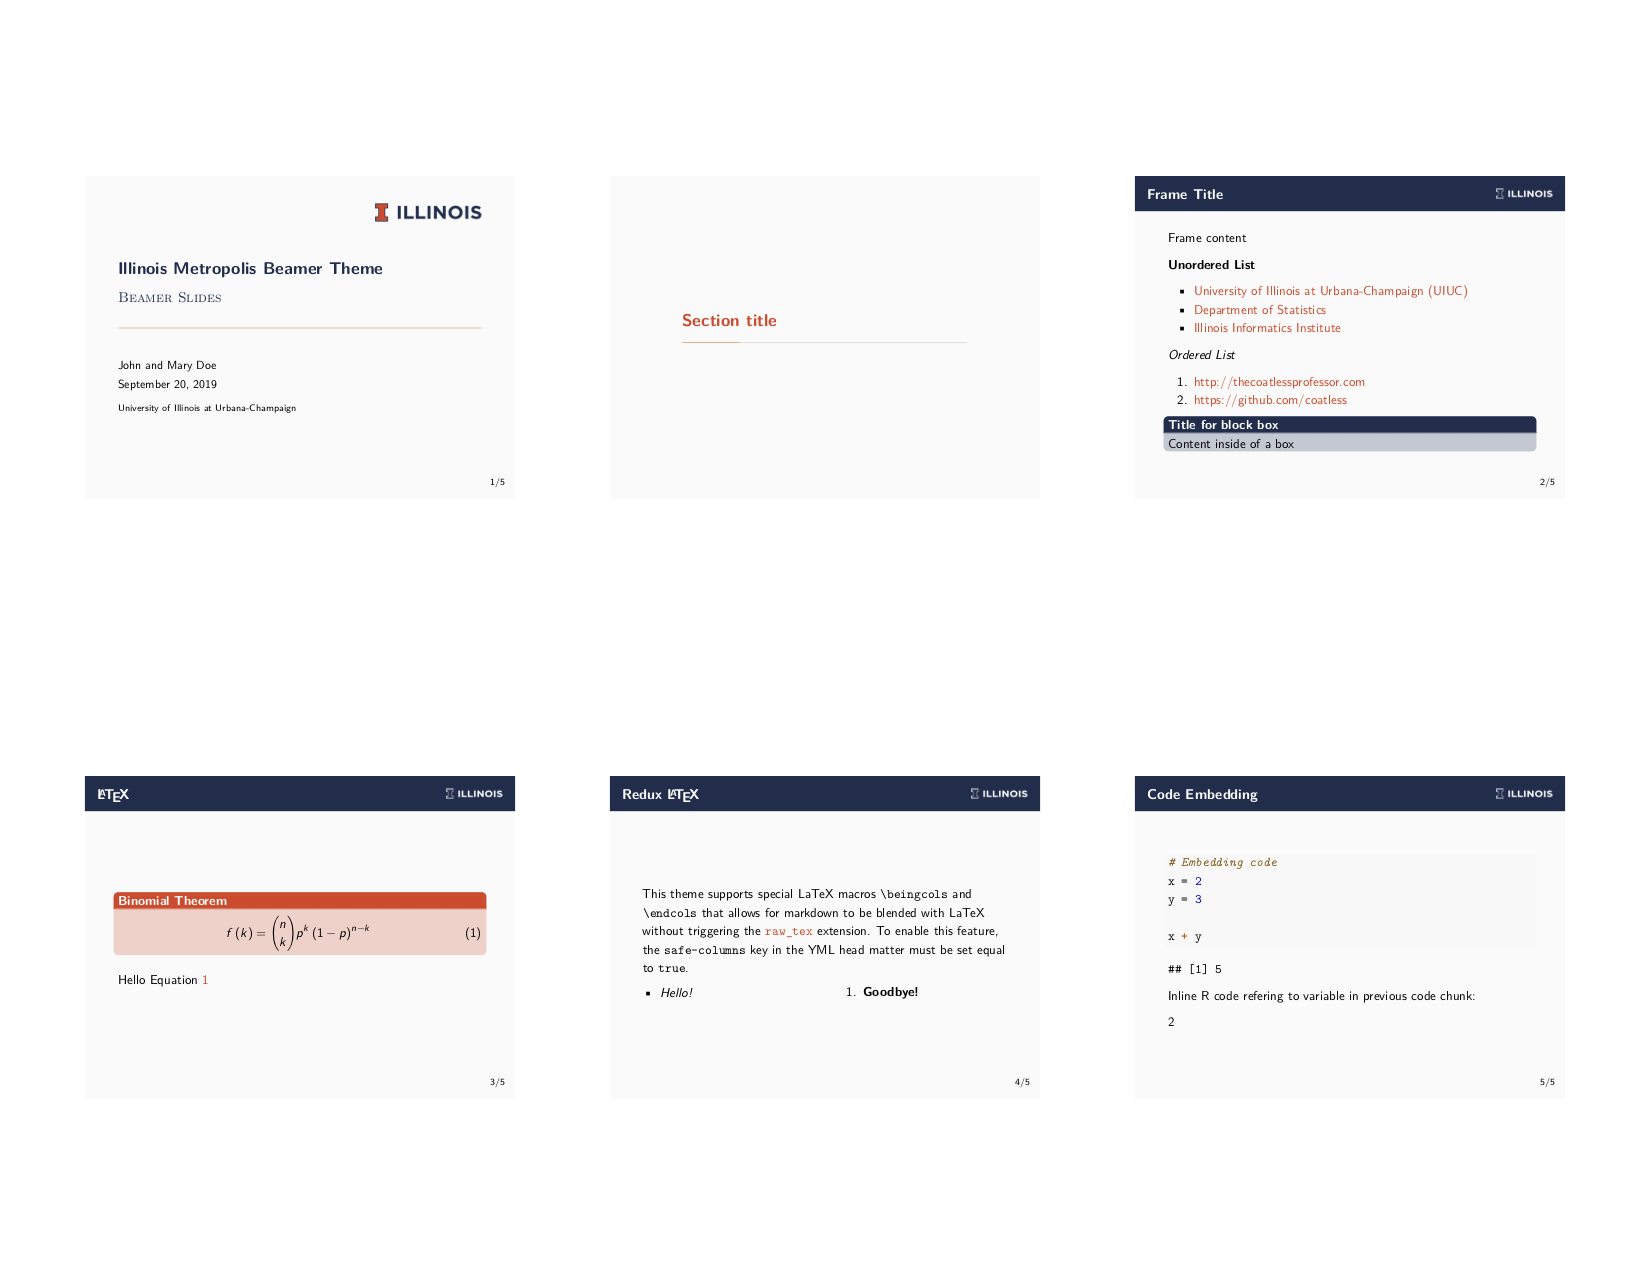 ILLINOIS
Illinois Metropolis Beamer Theme
Beamer Slides
John and Mary Doe
September 20, 2019
University of Illinois at Urbana-Champaign
1/5
Section title
Frame Title
ILLINOIS
Frame content
Unordered List
▪ University of Illinois at Urbana-Champaign (UIUC)
▪ Department of Statistics
▪ Illinois Informatics Institute
Ordered List
1. http://thecoatlessprofessor.com
2. https://github.com/coatless
Title for block box
Content inside of a box
2/5
LATEX
ILLINOIS
Binomial Theorem
f (k) = (n k) p^k (1 − p)^{n−k} (1)
Hello Equation 1
3/5
Redux LATEX
ILLINOIS
This theme supports special LaTeX macros \beingcols and
\endcols that allows for markdown to be blended with LaTeX
without triggering the raw_tex extension. To enable this feature,
the safe-columns key in the YML head matter must be set equal
to true.
▪ Hello! 1. Goodbye!
4/5
Code Embedding
ILLINOIS
# Embedding code
x = 2
y = 3
x + y
## [1] 5
Inline R code refering to variable in previous code chunk:
2
5/5